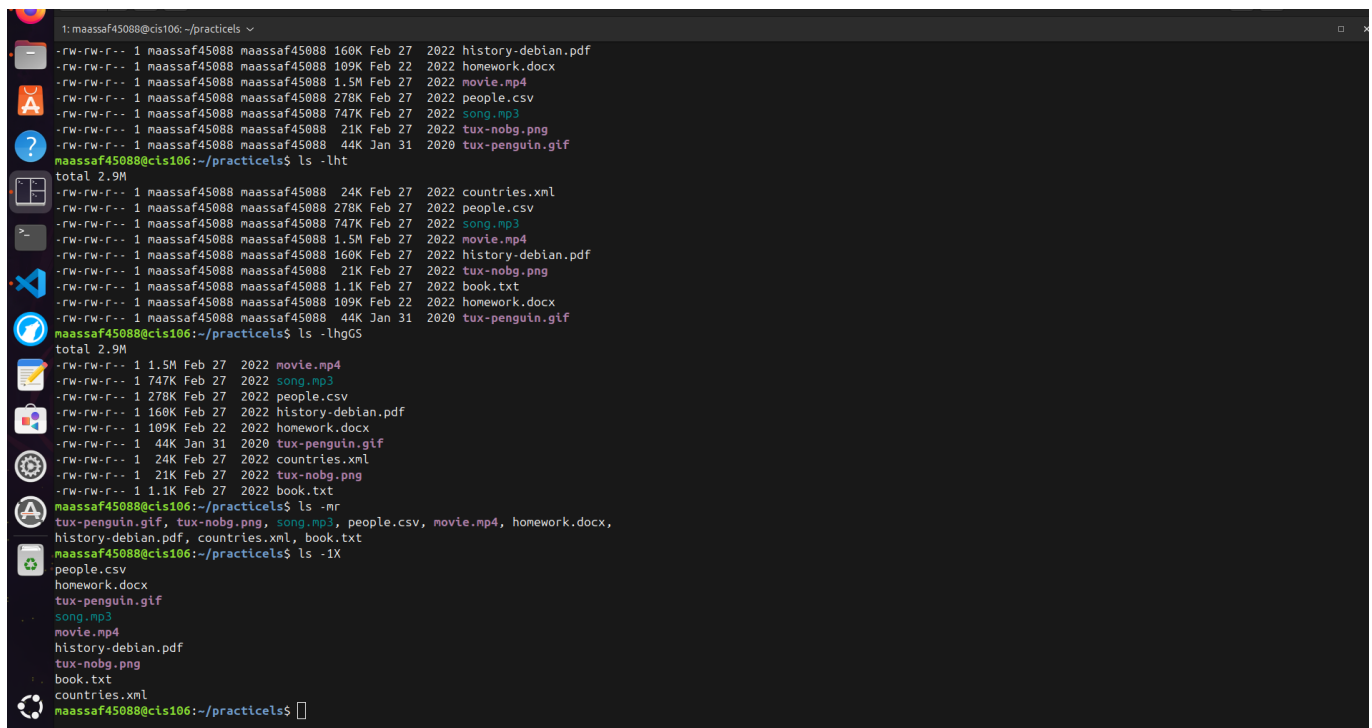 1: maassaf45088@cis106: ~/practicels
-rw-rw-r-- 1 maassaf45088 maassaf45088 160K Feb 27  2022 history-debian.pdf
-rw-rw-r-- 1 maassaf45088 maassaf45088 109K Feb 22  2022 homework.docx
-rw-rw-r-- 1 maassaf45088 maassaf45088 1.5M Feb 27  2022 movie.mp4
-rw-rw-r-- 1 maassaf45088 maassaf45088 278K Feb 27  2022 people.csv
-rw-rw-r-- 1 maassaf45088 maassaf45088 747K Feb 27  2022 song.mp3
-rw-rw-r-- 1 maassaf45088 maassaf45088  21K Feb 27  2022 tux-nobg.png
-rw-rw-r-- 1 maassaf45088 maassaf45088  44K Jan 31  2020 tux-penguin.gif
maassaf45088@cis106:~/practicels$ ls -lht
total 2.9M
-rw-rw-r-- 1 maassaf45088 maassaf45088  24K Feb 27  2022 countries.xml
-rw-rw-r-- 1 maassaf45088 maassaf45088 278K Feb 27  2022 people.csv
-rw-rw-r-- 1 maassaf45088 maassaf45088 747K Feb 27  2022 song.mp3
-rw-rw-r-- 1 maassaf45088 maassaf45088 1.5M Feb 27  2022 movie.mp4
-rw-rw-r-- 1 maassaf45088 maassaf45088 160K Feb 27  2022 history-debian.pdf
-rw-rw-r-- 1 maassaf45088 maassaf45088  21K Feb 27  2022 tux-nobg.png
-rw-rw-r-- 1 maassaf45088 maassaf45088 1.1K Feb 27  2022 book.txt
-rw-rw-r-- 1 maassaf45088 maassaf45088 109K Feb 22  2022 homework.docx
-rw-rw-r-- 1 maassaf45088 maassaf45088  44K Jan 31  2020 tux-penguin.gif
maassaf45088@cis106:~/practicels$ ls -lhgGS
total 2.9M
-rw-rw-r-- 1 1.5M Feb 27  2022 movie.mp4
-rw-rw-r-- 1 747K Feb 27  2022 song.mp3
-rw-rw-r-- 1 278K Feb 27  2022 people.csv
-rw-rw-r-- 1 160K Feb 27  2022 history-debian.pdf
-rw-rw-r-- 1 109K Feb 22  2022 homework.docx
-rw-rw-r-- 1  44K Jan 31  2020 tux-penguin.gif
-rw-rw-r-- 1  24K Feb 27  2022 countries.xml
-rw-rw-r-- 1  21K Feb 27  2022 tux-nobg.png
-rw-rw-r-- 1 1.1K Feb 27  2022 book.txt
maassaf45088@cis106:~/practicels$ ls -mr
tux-penguin.gif, tux-nobg.png, song.mp3, people.csv, movie.mp4, homework.docx,
history-debian.pdf, countries.xml, book.txt
maassaf45088@cis106:~/practicels$ ls -1X
people.csv
homework.docx
tux-penguin.gif
song.mp3
movie.mp4
history-debian.pdf
tux-nobg.png
book.txt
countries.xml
maassaf45088@cis106:~/practicels$